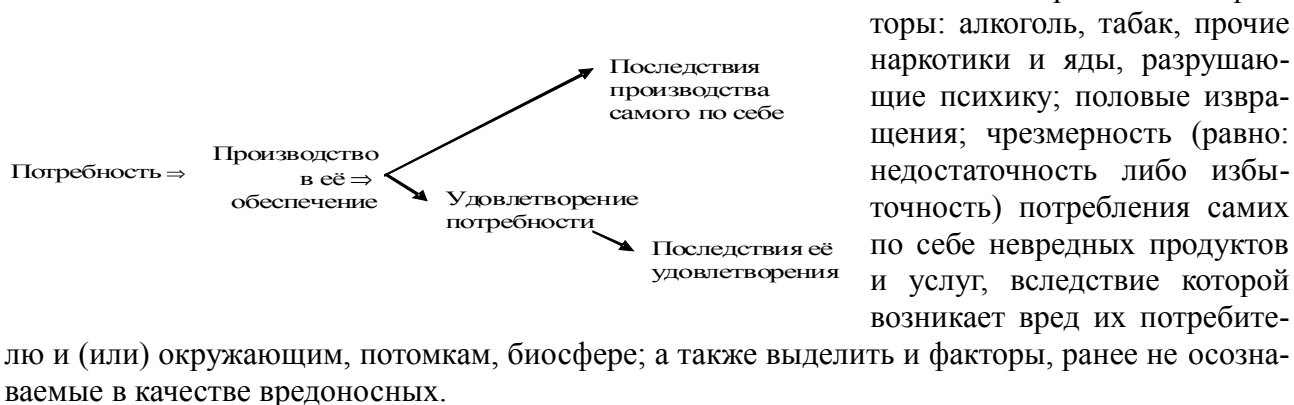 торы: алкоголь, табак, прочие
наркотики и яды, разрушаю-
щие психику; половые извра-
щения; чрезмерность (равно:
недостаточность либо избы-
точность) потребления самих
по себе невредных продуктов
и услуг, вследствие которой
возникает вред их потребите-
Последствия
производства
самого по себе
Потребность ⇒
Производство
в её ⇒
обеспечение
Удовлетворение
потребности
Последствия её
удовлетворения
лю и (или) окружающим, потомкам, биосфере; а также выделить и факторы, ранее не осозна-
ваемые в качестве вредоносных.